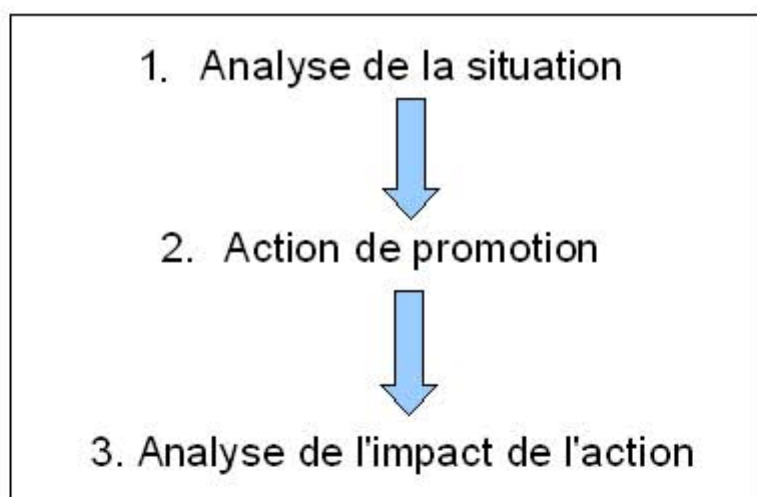 1. Analyse de la situation
2. Action de promotion
3. Analyse de l'impact de l'action